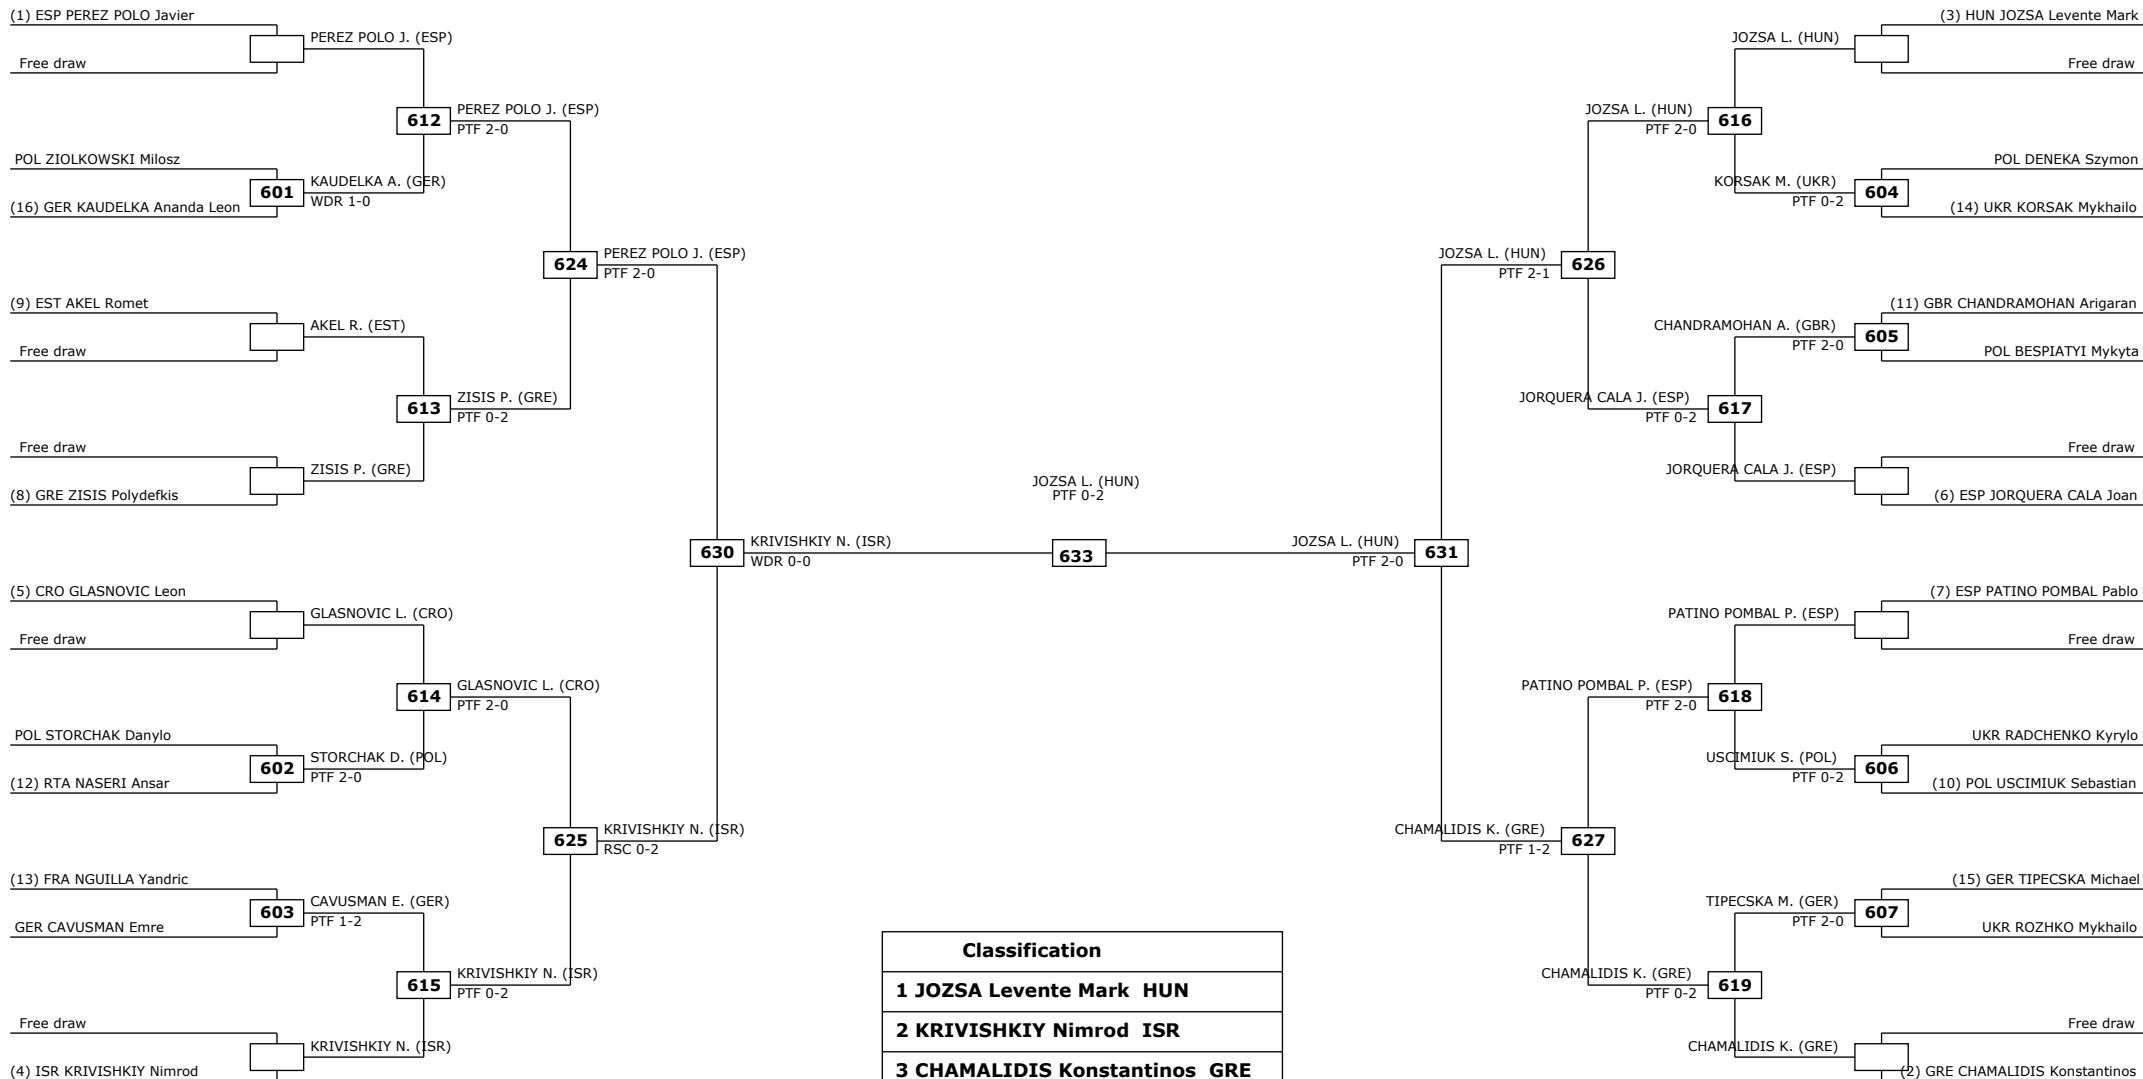 (1) ESP PEREZ POLO Javier
PEREZ POLO J. (ESP)
Free draw
612
PEREZ POLO J. (ESP)
PTF 2-0
POL ZIOLKOWSKI Milosz
601
KAUDELKA A. (GER)
WDR 1-0
(16) GER KAUDELKA Ananda Leon
624
PEREZ POLO J. (ESP)
PTF 2-0
(9) EST AKEL Romet
AKEL R. (EST)
Free draw
613
ZISIS P. (GRE)
PTF 0-2
Free draw
ZISIS P. (GRE)
(8) GRE ZISIS Polydefkis
630
KRIVISHKIY N. (ISR)
WDR 0-0
(5) CRO GLASNOVIC Leon
GLASNOVIC L. (CRO)
Free draw
614
GLASNOVIC L. (CRO)
PTF 2-0
POL STORCHAK Danylo
602
STORCHAK D. (POL)
PTF 2-0
(12) RTA NASERI Ansar
625
KRIVISHKIY N. (ISR)
RSC 0-2
(13) FRA NGUILLA Yandric
603
CAVUSMAN E. (GER)
PTF 1-2
GER CAVUSMAN Emre
615
KRIVISHKIY N. (ISR)
PTF 0-2
Free draw
KRIVISHKIY N. (ISR)
(4) ISR KRIVISHKIY Nimrod
JOZSA L. (HUN)
PTF 0-2
633
(3) HUN JOZSA Levente Mark
JOZSA L. (HUN)
Free draw
JOZSA L. (HUN)
PTF 2-0
616
POL DENEKA Szymon
KORSAK M. (UKR)
PTF 0-2
604
(14) UKR KORSAK Mykhailo
JOZSA L. (HUN)
PTF 2-1
626
(11) GBR CHANDRAMOHAN Arigaran
CHANDRAMOHAN A. (GBR)
PTF 2-0
605
POL BESPIATYI Mykyta
JORQUERA CALA J. (ESP)
PTF 0-2
617
Free draw
JORQUERA CALA J. (ESP)
(6) ESP JORQUERA CALA Joan
JOZSA L. (HUN)
PTF 2-0
631
(7) ESP PATINO POMBAL Pablo
PATINO POMBAL P. (ESP)
Free draw
PATINO POMBAL P. (ESP)
PTF 2-0
618
UKR RADCHENKO Kyrylo
USCIMIUK S. (POL)
PTF 0-2
606
(10) POL USCIMIUK Sebastian
CHAMALIDIS K. (GRE)
PTF 1-2
627
(15) GER TIPECSKA Michael
TIPECSKA M. (GER)
PTF 2-0
607
UKR ROZHKO Mykhailo
CHAMALIDIS K. (GRE)
PTF 0-2
619
Free draw
CHAMALIDIS K. (GRE)
(2) GRE CHAMALIDIS Konstantinos
Classification
1 JOZSA Levente Mark HUN
2 KRIVISHKIY Nimrod ISR
3 CHAMALIDIS Konstantinos GRE